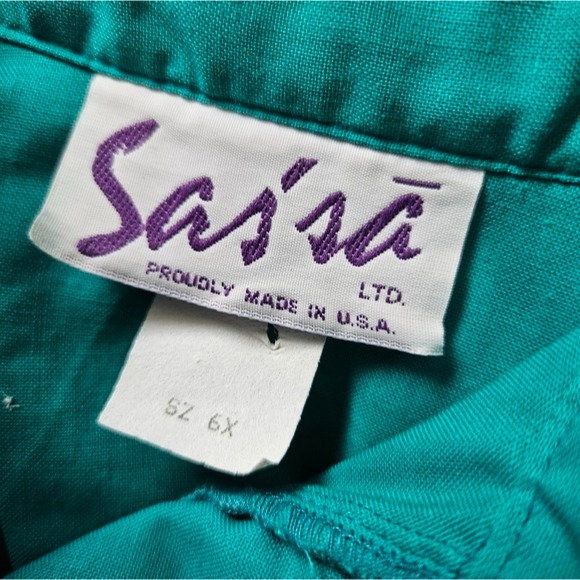 Sas'sā
LTD.
PROUDLY MADE IN U.S.A.
SZ 6X